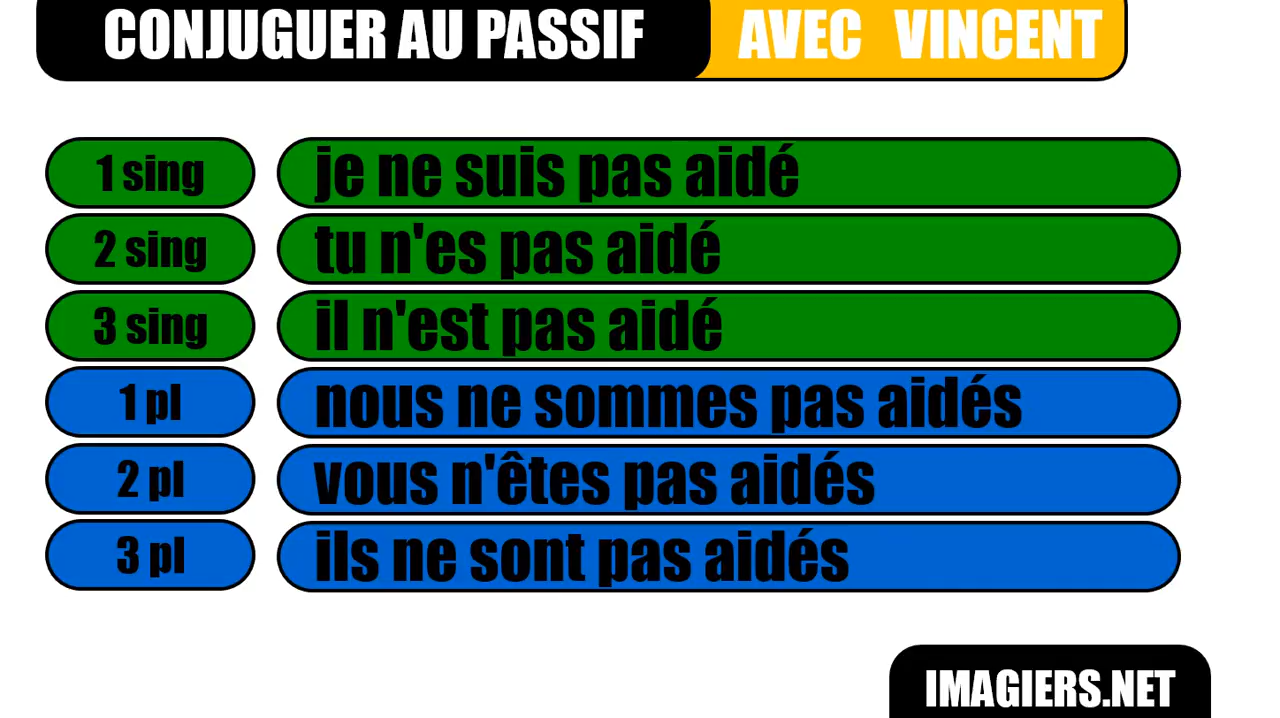 CONJUGUER AU PASSIF AVEC VINCENT
1 sing je ne suis pas aidé
2 sing tu n'es pas aidé
3 sing il n'est pas aidé
1 pl nous ne sommes pas aidés
2 pl vous n'êtes pas aidés
3 pl ils ne sont pas aidés
IMAGIERS.NET